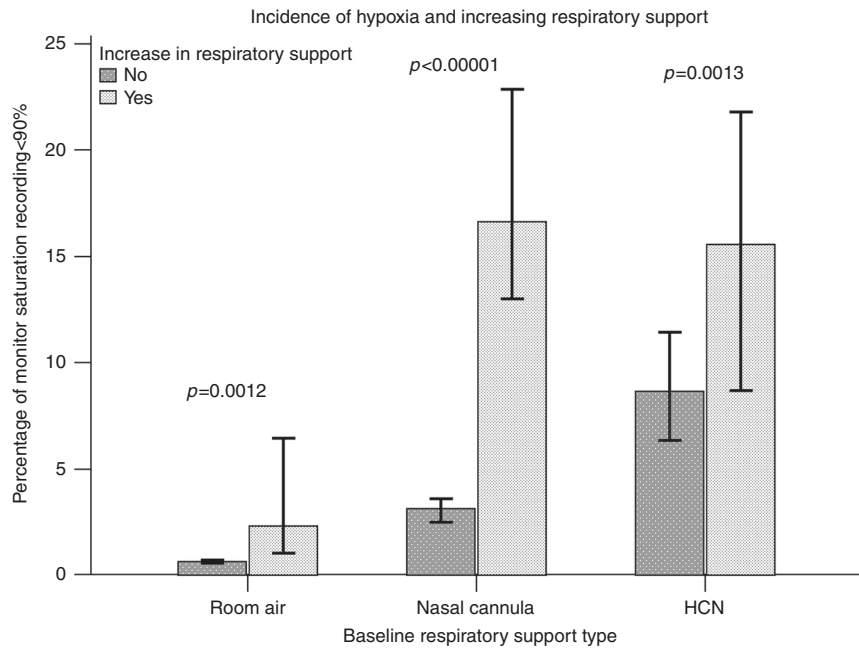 Incidence of hypoxia and increasing respiratory support
Percentage of monitor saturation recording<90%
25
20
15
10
5
0
Increase in respiratory support
No
Yes
p=0.0012
p<0.00001
p=0.0013
Room air
Nasal cannula
HCN
Baseline respiratory support type